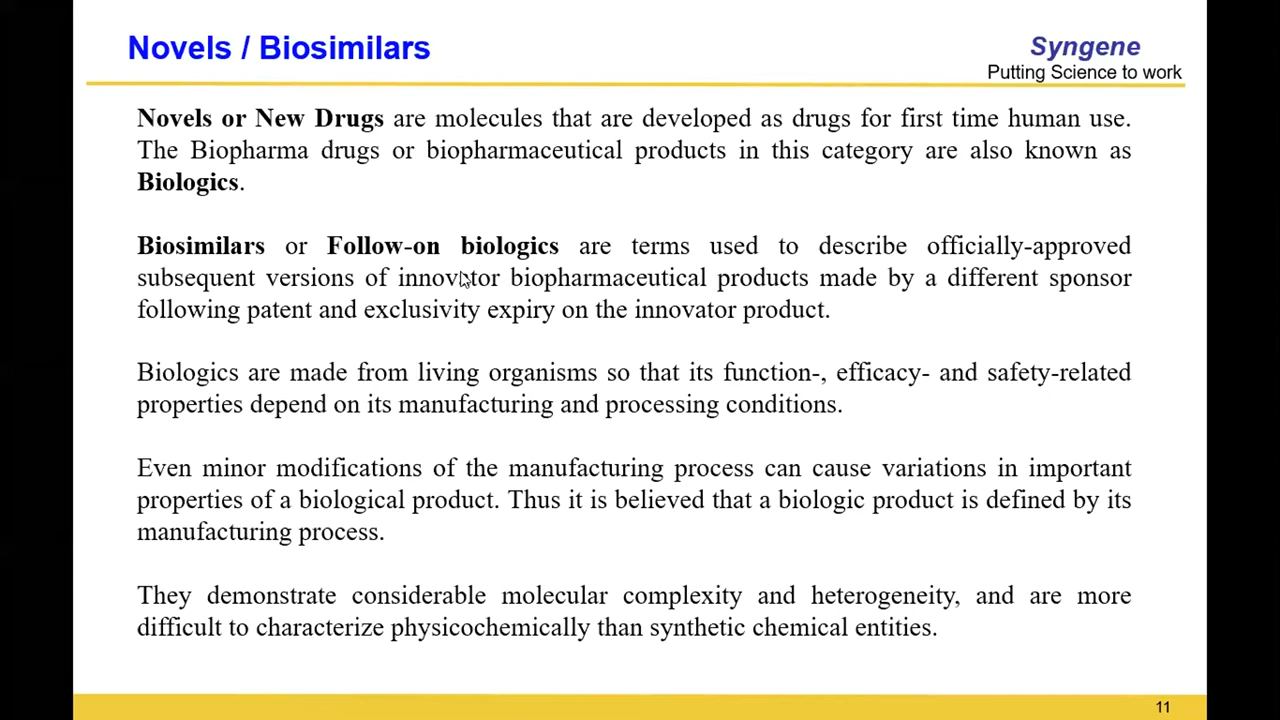 Novels / Biosimilars
Syngene
Putting Science to work
Novels or New Drugs are molecules that are developed as drugs for first time human use.
The Biopharma drugs or biopharmaceutical products in this category are also known as
Biologics.
Biosimilars or Follow-on biologics are terms used to describe officially-approved
subsequent versions of innovator biopharmaceutical products made by a different sponsor
following patent and exclusivity expiry on the innovator product.
Biologics are made from living organisms so that its function-, efficacy- and safety-related
properties depend on its manufacturing and processing conditions.
Even minor modifications of the manufacturing process can cause variations in important
properties of a biological product. Thus it is believed that a biologic product is defined by its
manufacturing process.
They demonstrate considerable molecular complexity and heterogeneity, and are more
difficult to characterize physicochemically than synthetic chemical entities.
11